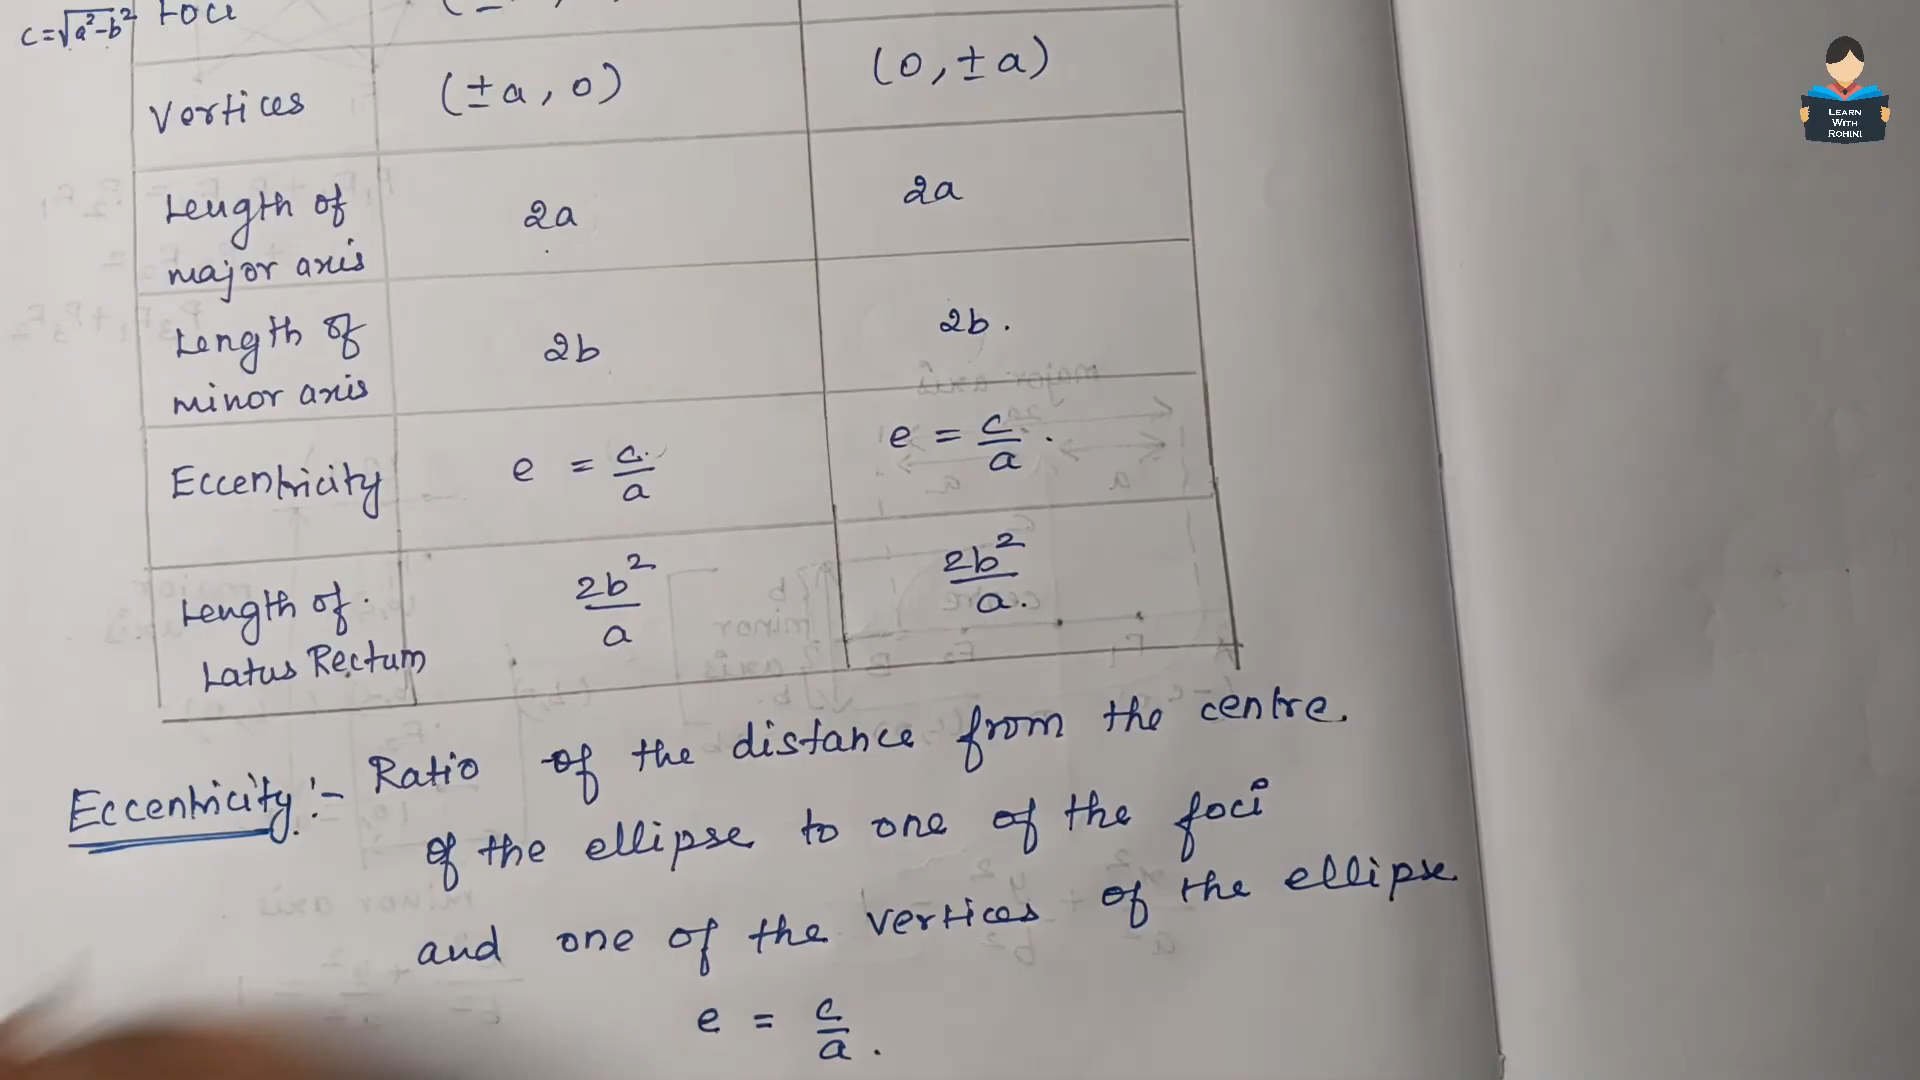 c=√a²-b² Foci
Vertices (±a, 0) (0, ±a)
Length of
major axis 2a 2a
Length of
minor axis 2b 2b.
Eccentricity e = c/a e = c/a.
Length of
Latus Rectum 2b²/a 2b²/a.
Eccentricity:- Ratio of the distance from the centre.
of the ellipse to one of the foci
and one of the vertices of the ellipse
e = c/a.
LEARN
WITH
ROHINI